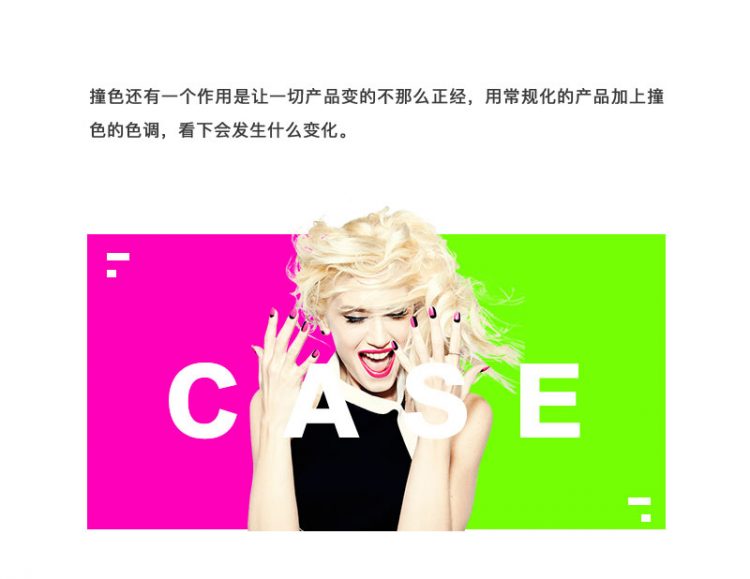 撞色还有一个作用是让一切产品变的不那么正经，用常规化的产品加上撞
色的色调，看下会发生什么变化。
CASE